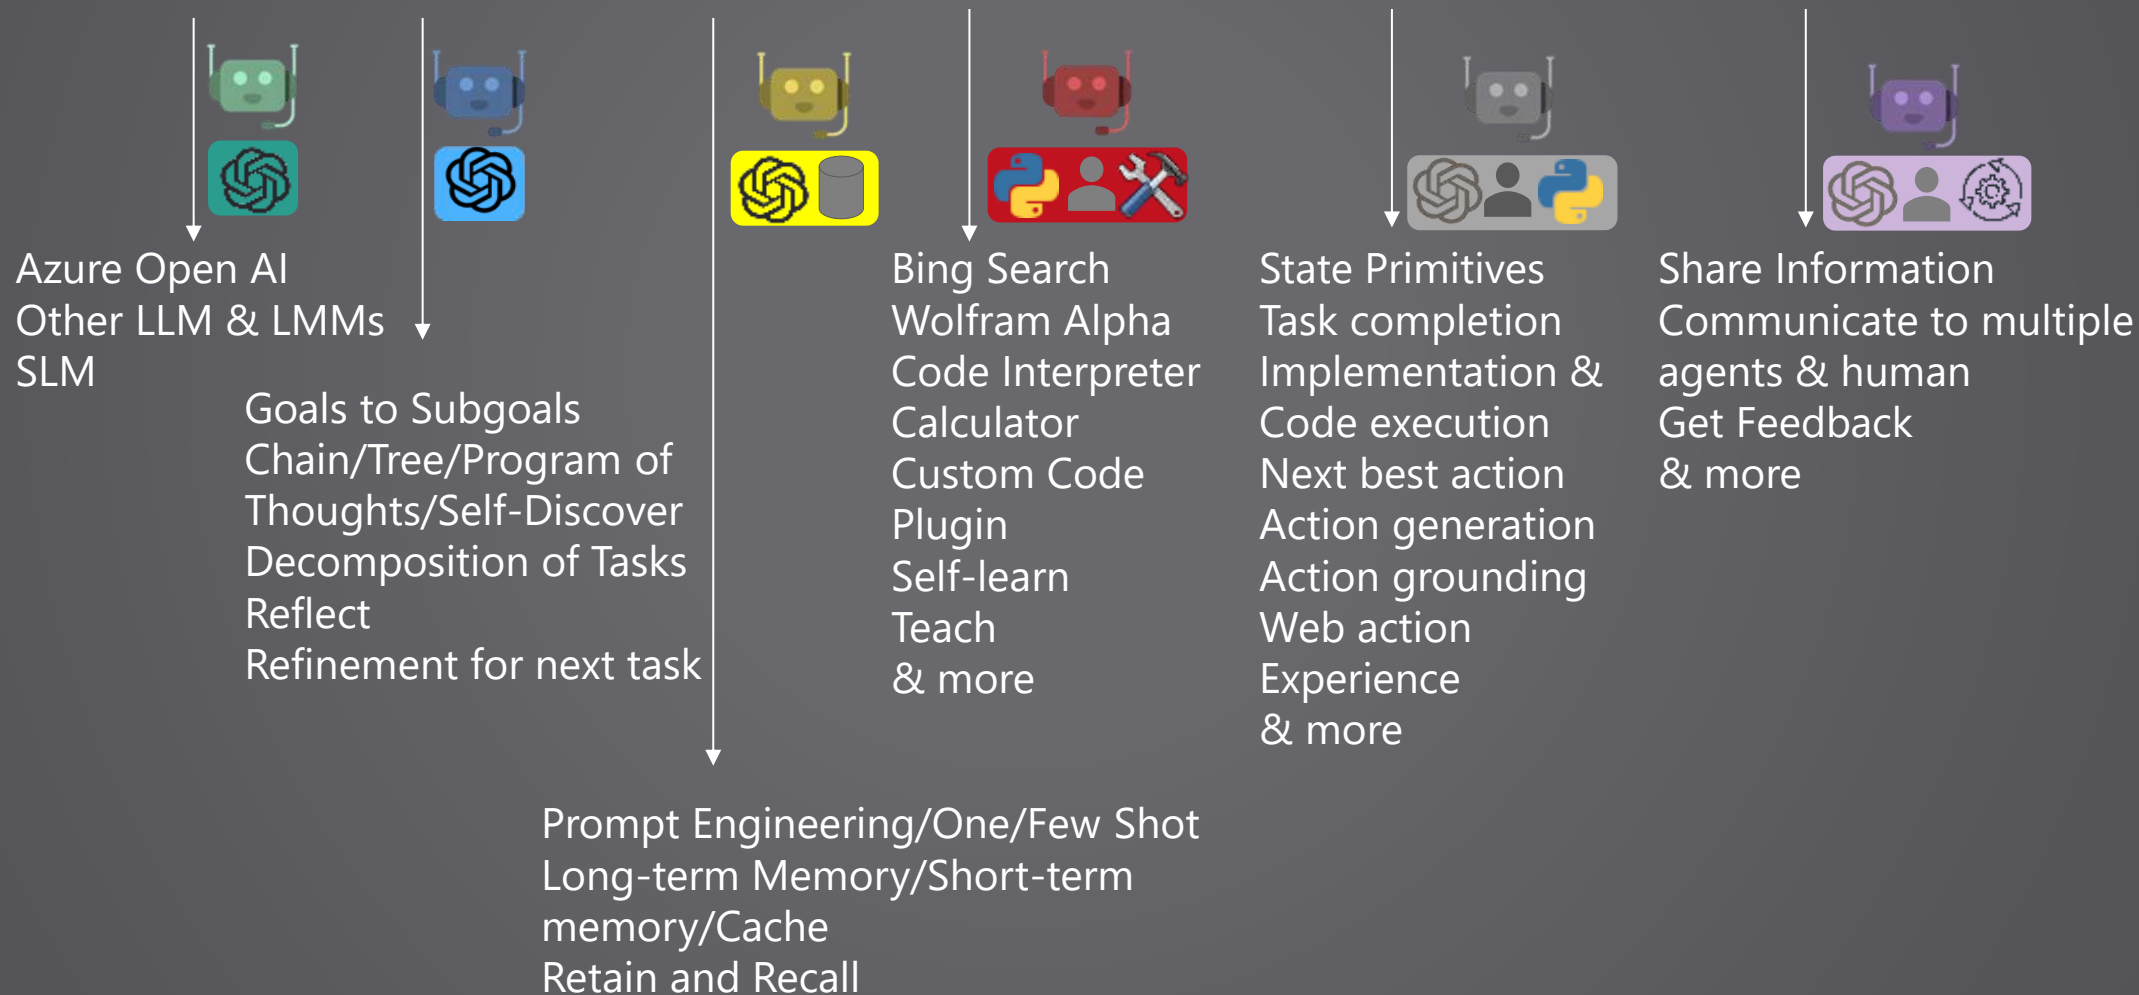 Azure Open AI
Other LLM & LMMs
SLM
Goals to Subgoals
Chain/Tree/Program of
Thoughts/Self-Discover
Decomposition of Tasks
Reflect
Refinement for next task
Prompt Engineering/One/Few Shot
Long-term Memory/Short-term
memory/Cache
Retain and Recall
Bing Search
Wolfram Alpha
Code Interpreter
Calculator
Custom Code
Plugin
Self-learn
Teach
& more
State Primitives
Task completion
Implementation &
Code execution
Next best action
Action generation
Action grounding
Web action
Experience
& more
Share Information
Communicate to multiple
agents & human
Get Feedback
& more